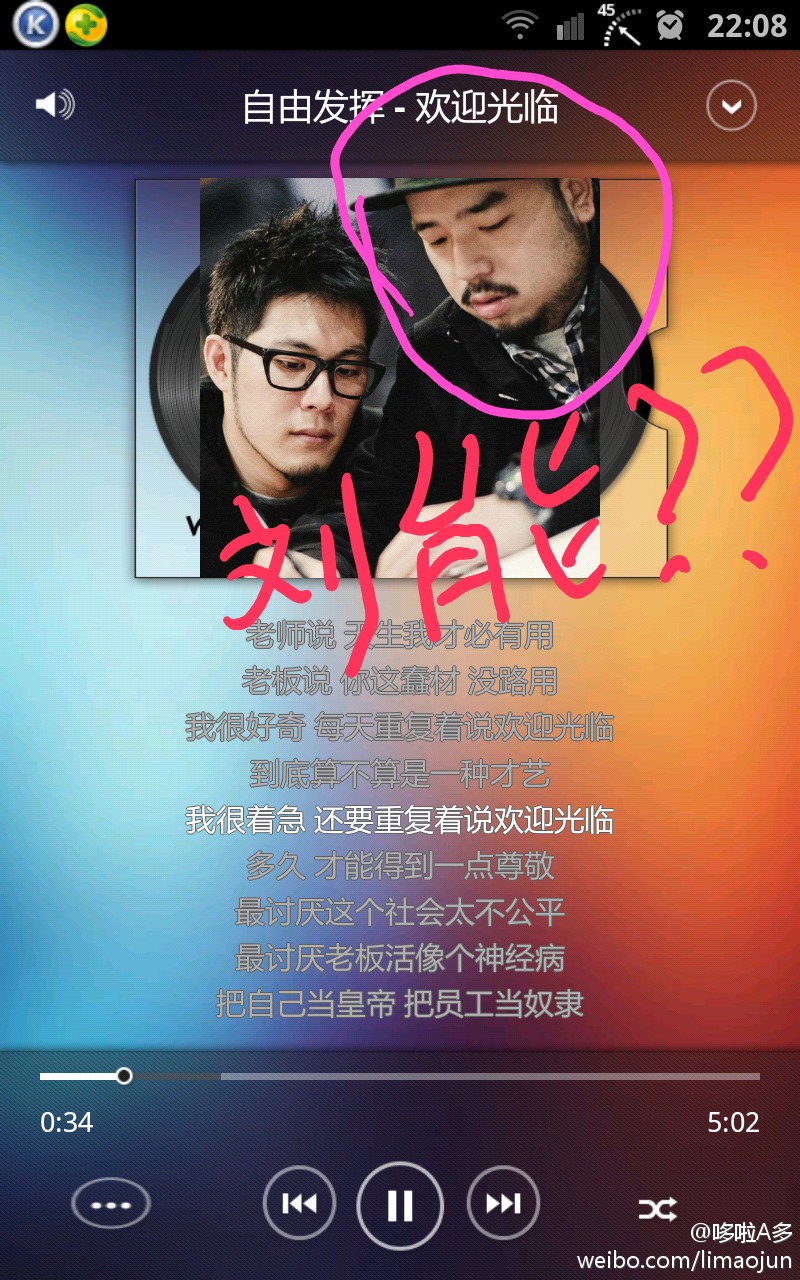 K
45
22:08
自由发挥 - 欢迎光临
刘能??
老师说 天生我才必有用
老板说 你这蠢材 没路用
我很好奇 每天重复着说欢迎光临
到底算不算是一种才艺
我很着急 还要重复着说欢迎光临
多久 才能得到一点尊敬
最讨厌这个社会太不公平
最讨厌老板活像个神经病
把自己当皇帝 把员工当奴隶
0:34
5:02
@哆啦A多
weibo.com/limaojun